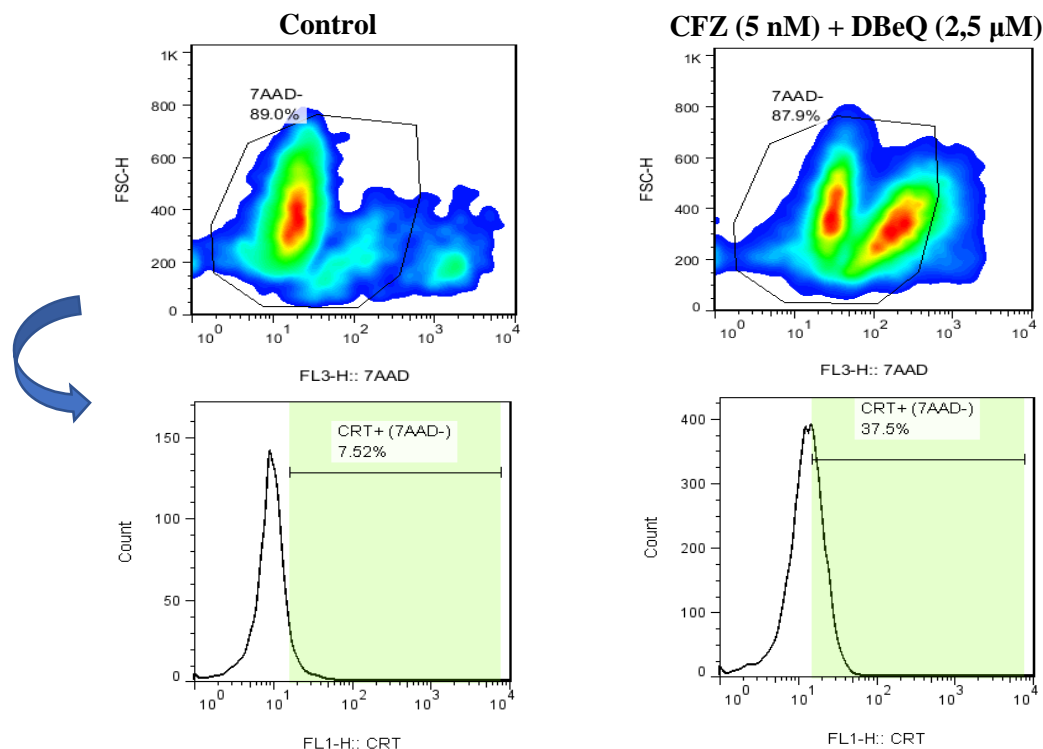 Control
1K
800
600
400
200
0
FSC-H
7AAD-
89.0%
10^0
10^1
10^2
10^3
10^4
FL3-H:: 7AAD
CFZ (5 nM) + DBeQ (2,5 µM)
1K
800
600
400
200
0
FSC-H
7AAD-
87.9%
10^0
10^1
10^2
10^3
10^4
FL3-H:: 7AAD
150
100
50
0
Count
CRT+ (7AAD-)
7.52%
10^0
10^1
10^2
10^3
10^4
FL1-H:: CRT
400
300
200
100
0
Count
CRT+ (7AAD-)
37.5%
10^0
10^1
10^2
10^3
10^4
FL1-H:: CRT